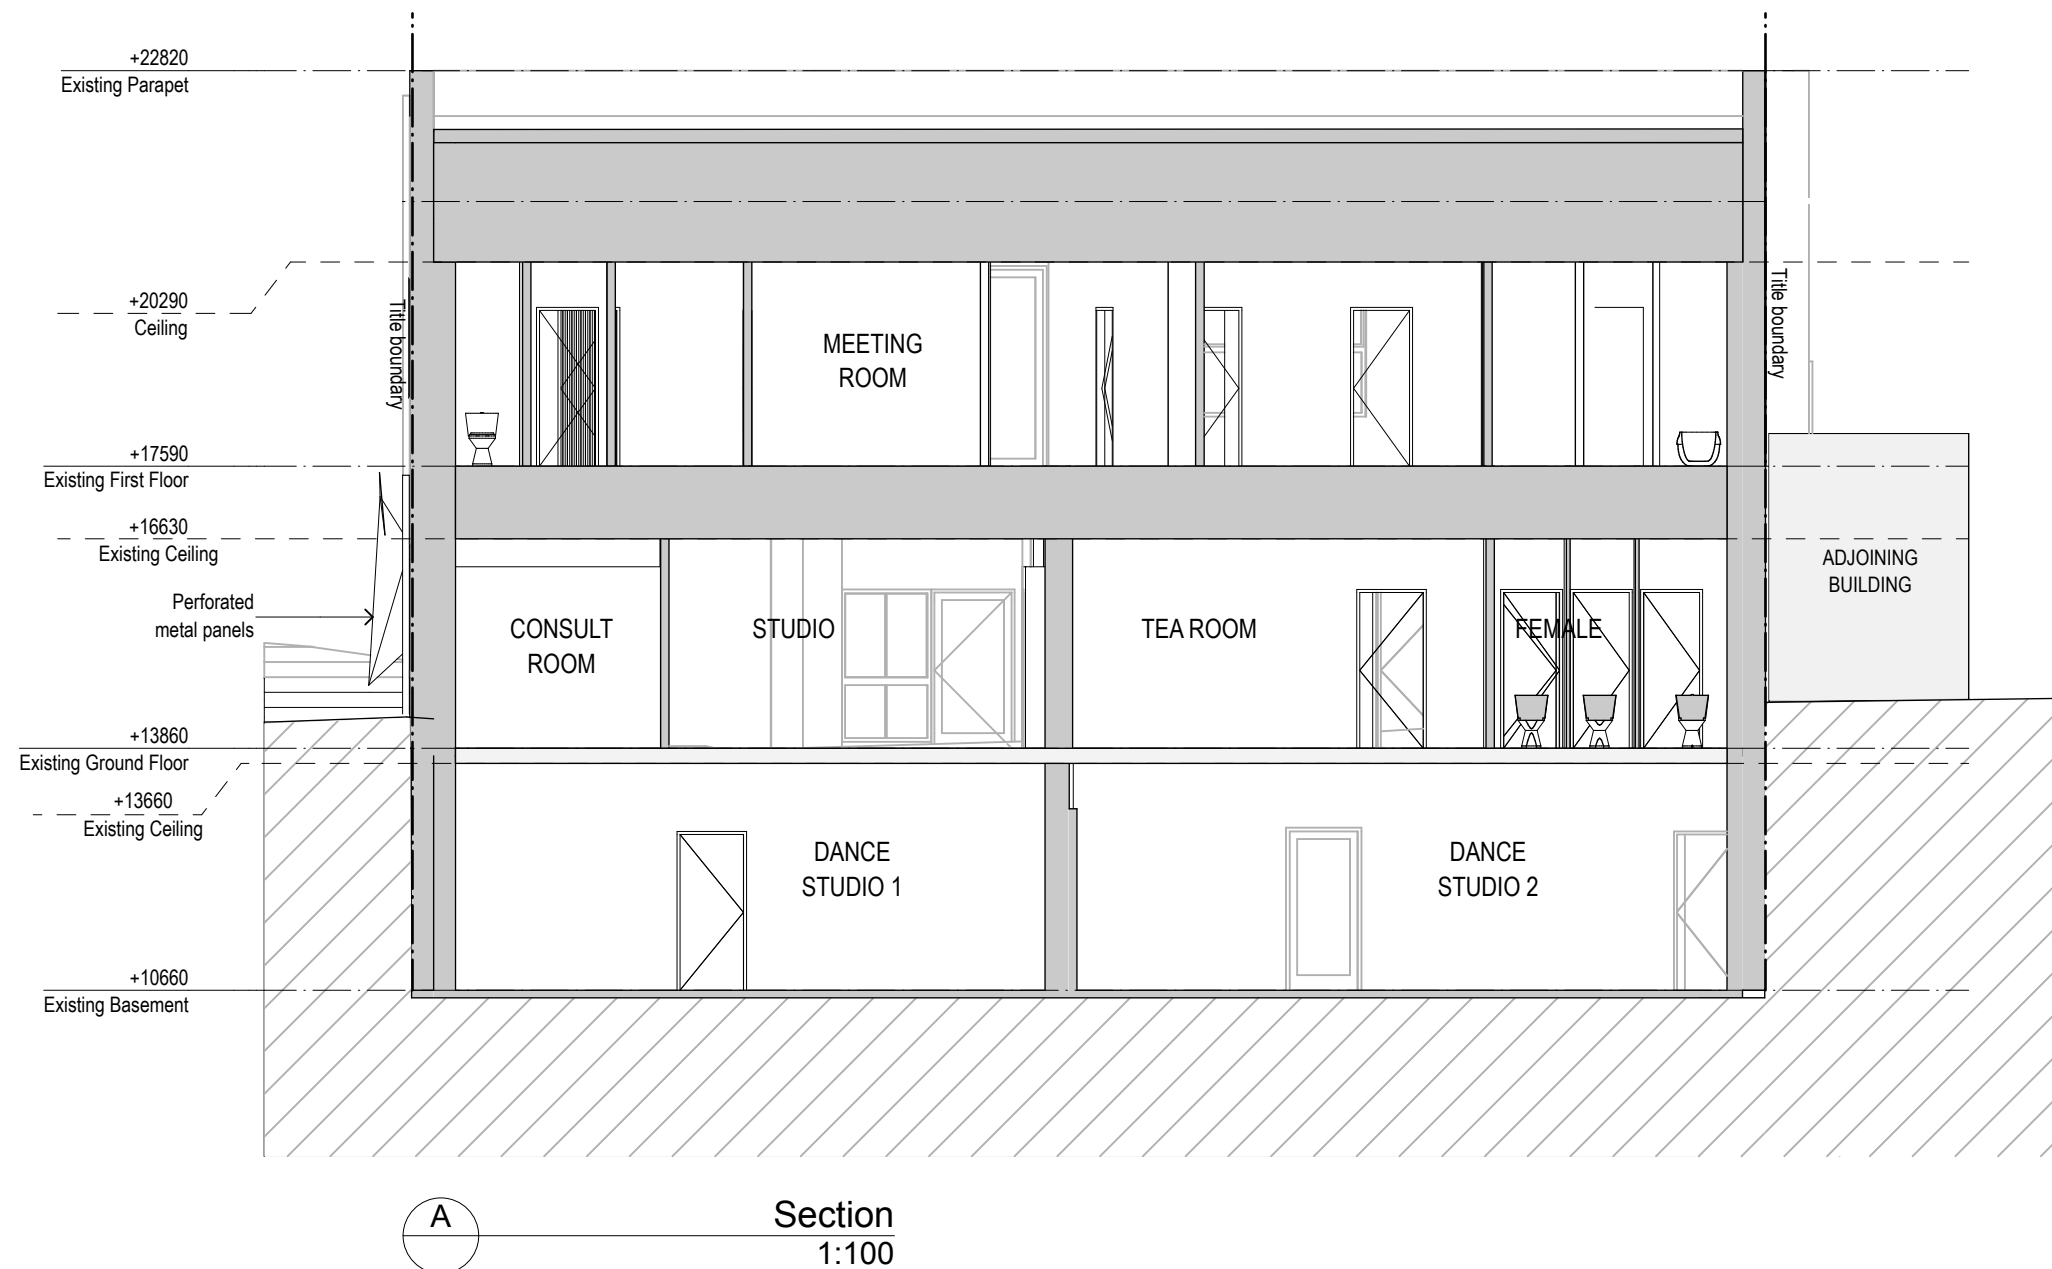 +22820
Existing Parapet
+20290
Ceiling
Title boundary
Title boundary
MEETING
ROOM
+17590
Existing First Floor
+16630
Existing Ceiling
ADJOINING
BUILDING
Perforated
metal panels
CONSULT
ROOM
STUDIO
TEA ROOM
FEMALE
+13860
Existing Ground Floor
+13660
Existing Ceiling
DANCE
STUDIO 1
DANCE
STUDIO 2
+10660
Existing Basement
A
Section
1:100